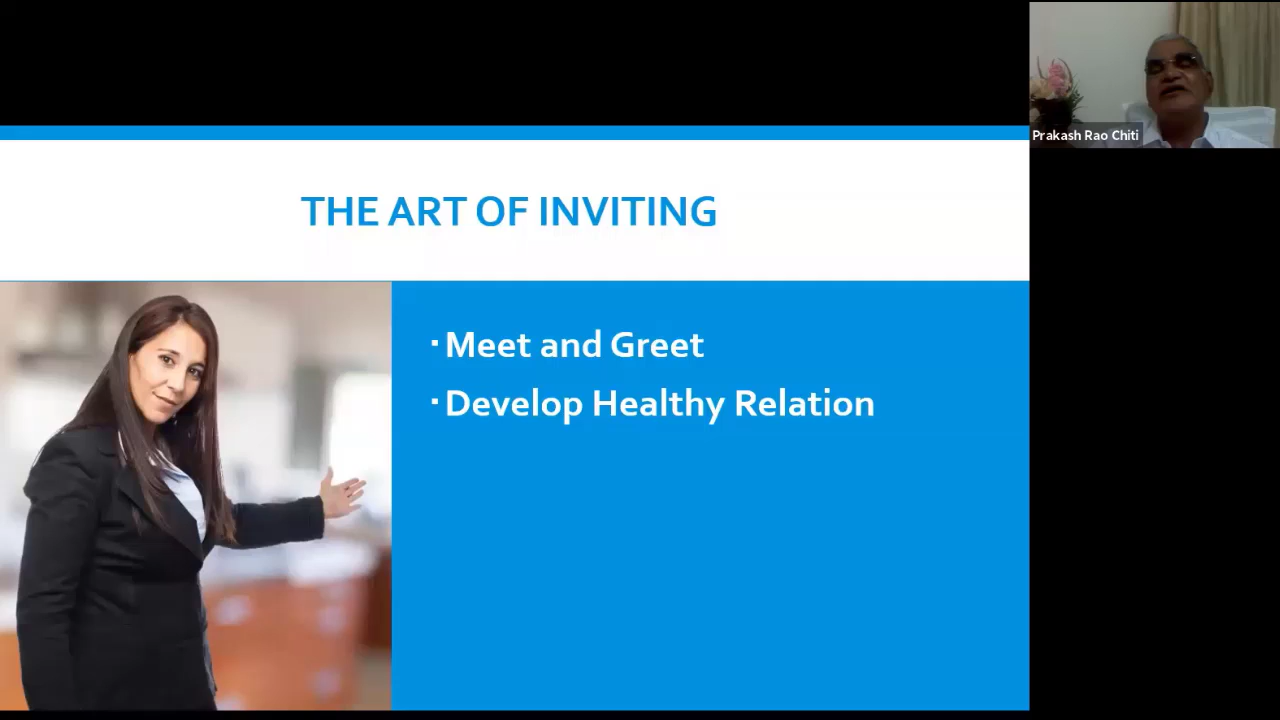 Prakash Rao Chiti
THE ART OF INVITING
▪ Meet and Greet
▪ Develop Healthy Relation